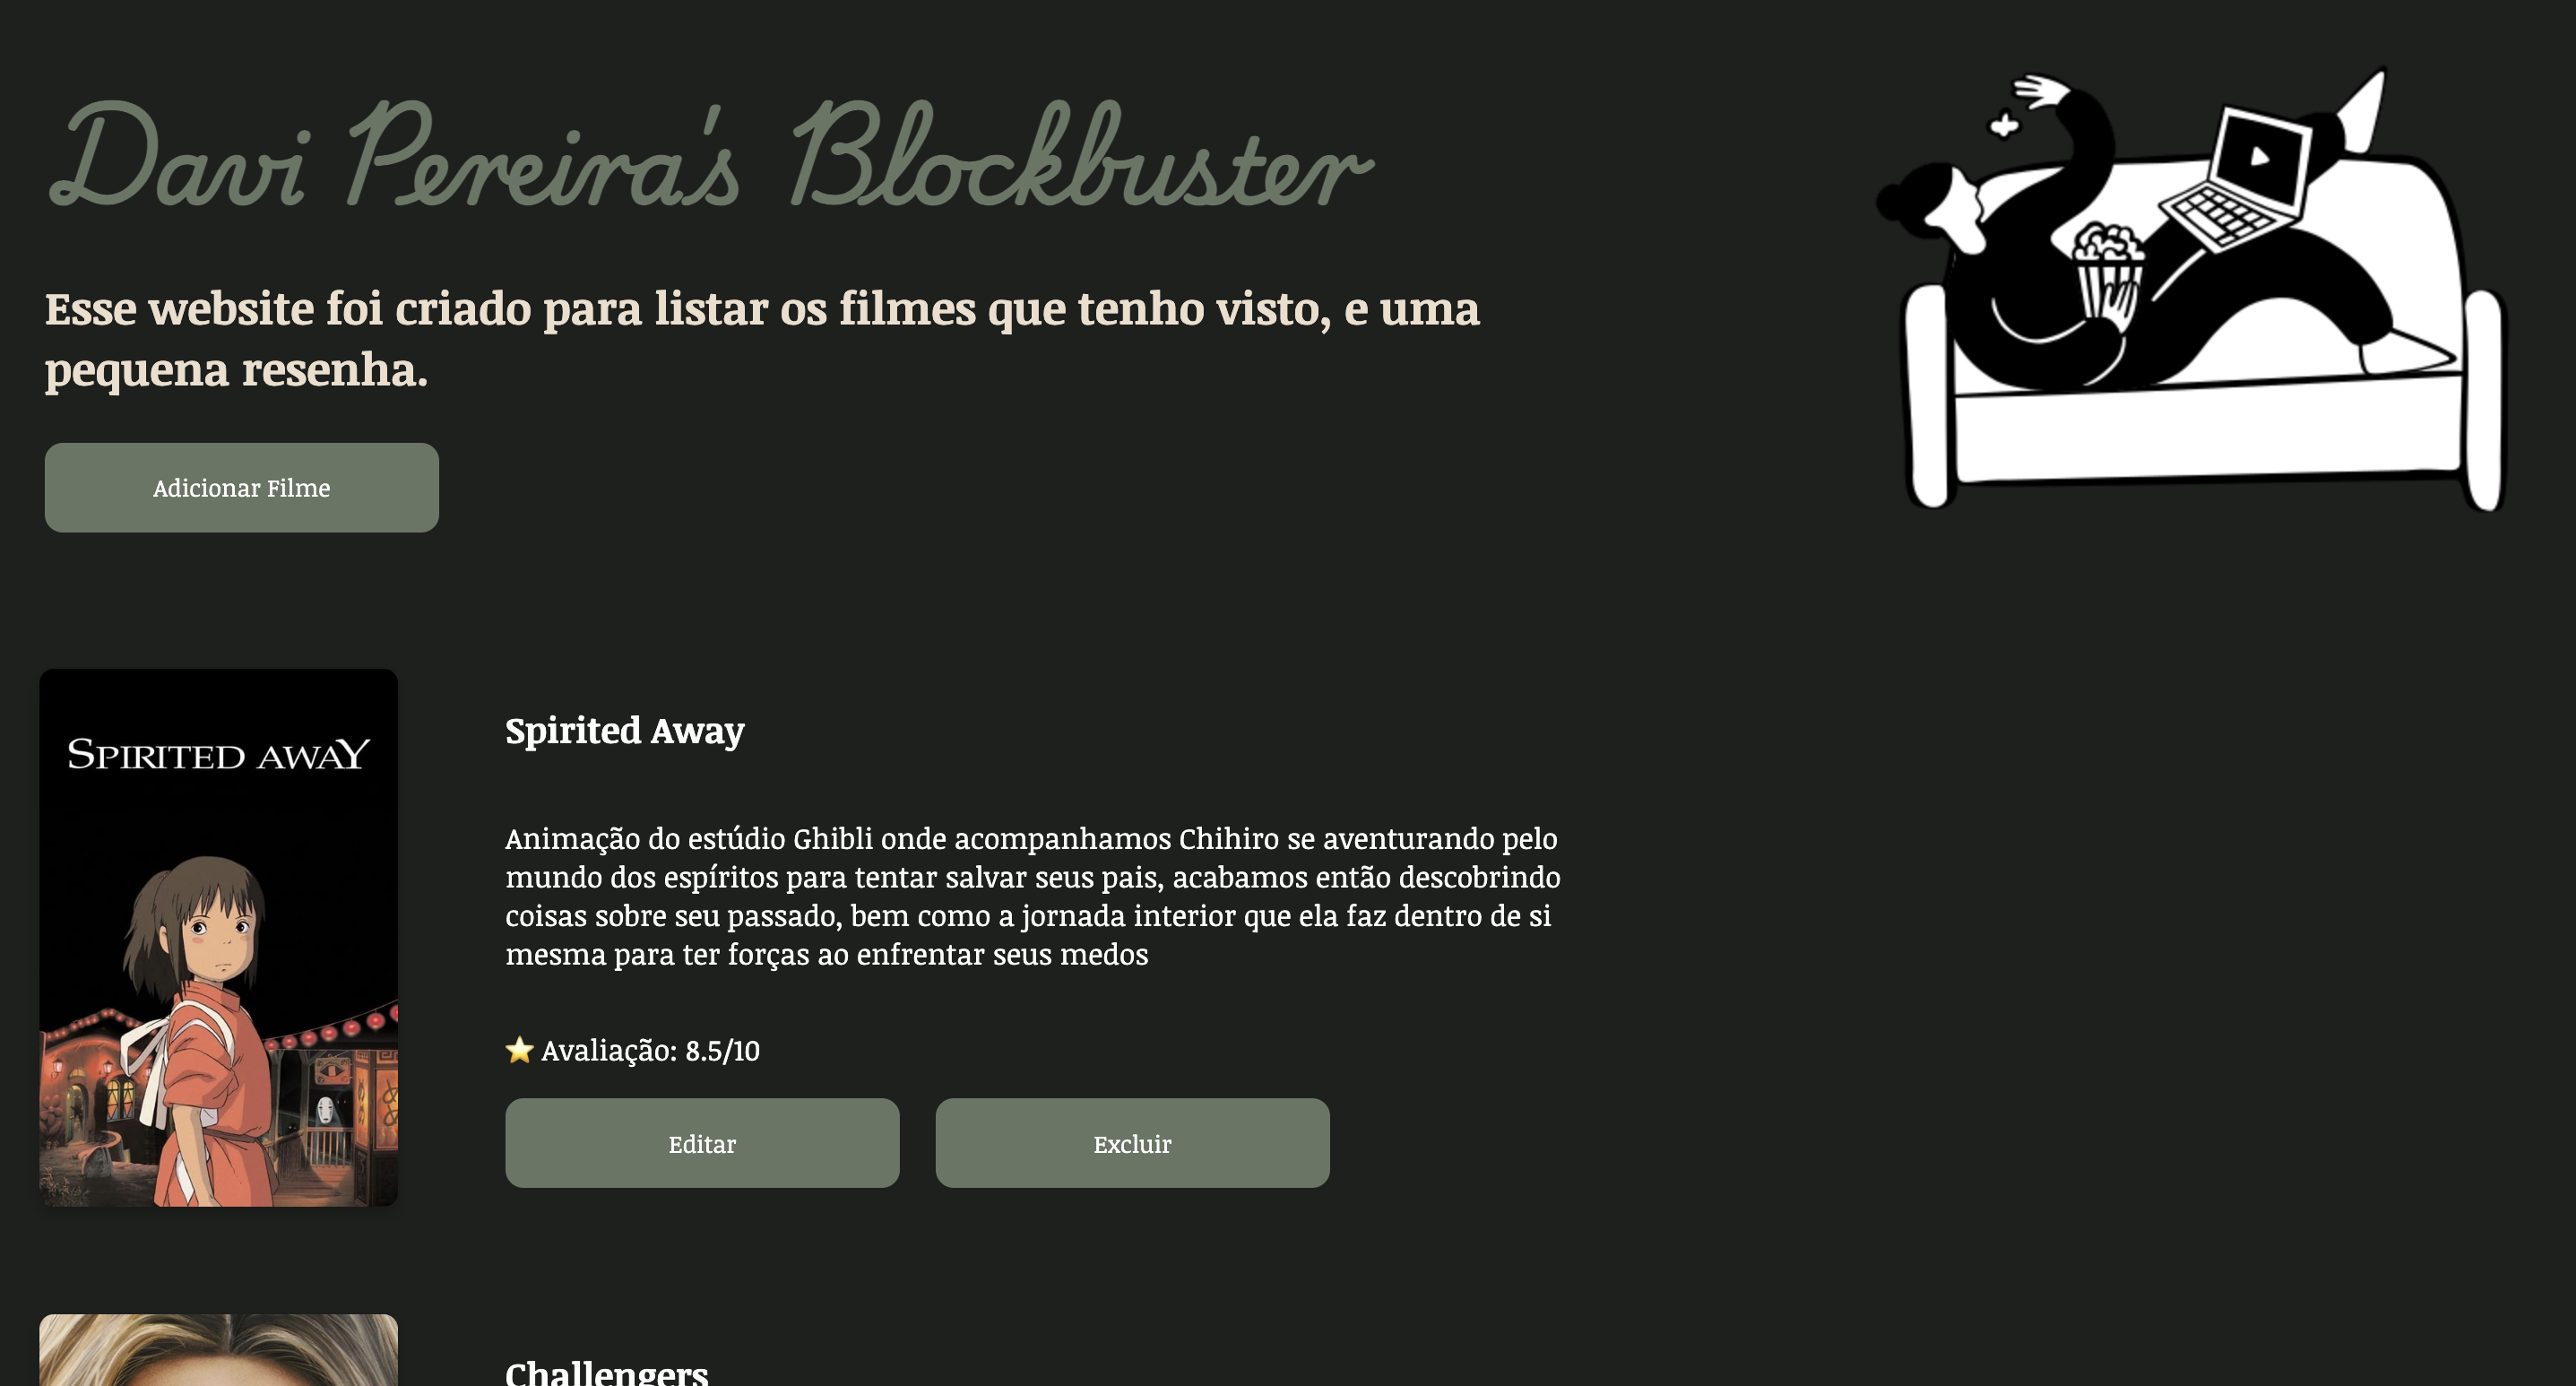 Davi Pereira's Blockbuster
Esse website foi criado para listar os filmes que tenho visto, e uma
pequena resenha.
Adicionar Filme
SPIRITED AWAY
Spirited Away
Animação do estúdio Ghibli onde acompanhamos Chihiro se aventurando pelo
mundo dos espíritos para tentar salvar seus pais, acabamos então descobrindo
coisas sobre seu passado, bem como a jornada interior que ela faz dentro de si
mesma para ter forças ao enfrentar seus medos
⭐ Avaliação: 8.5/10
Editar
Excluir
Challengers